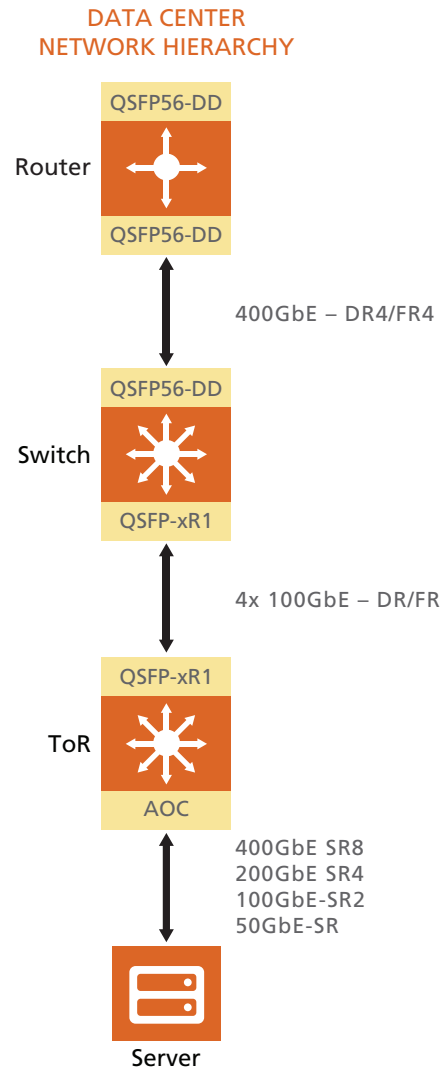 DATA CENTER
NETWORK HIERARCHY
QSFP56-DD
Router
QSFP56-DD
400GbE – DR4/FR4
QSFP56-DD
Switch
QSFP-xR1
4x 100GbE – DR/FR
QSFP-xR1
ToR
AOC
400GbE SR8
200GbE SR4
100GbE-SR2
50GbE-SR
Server